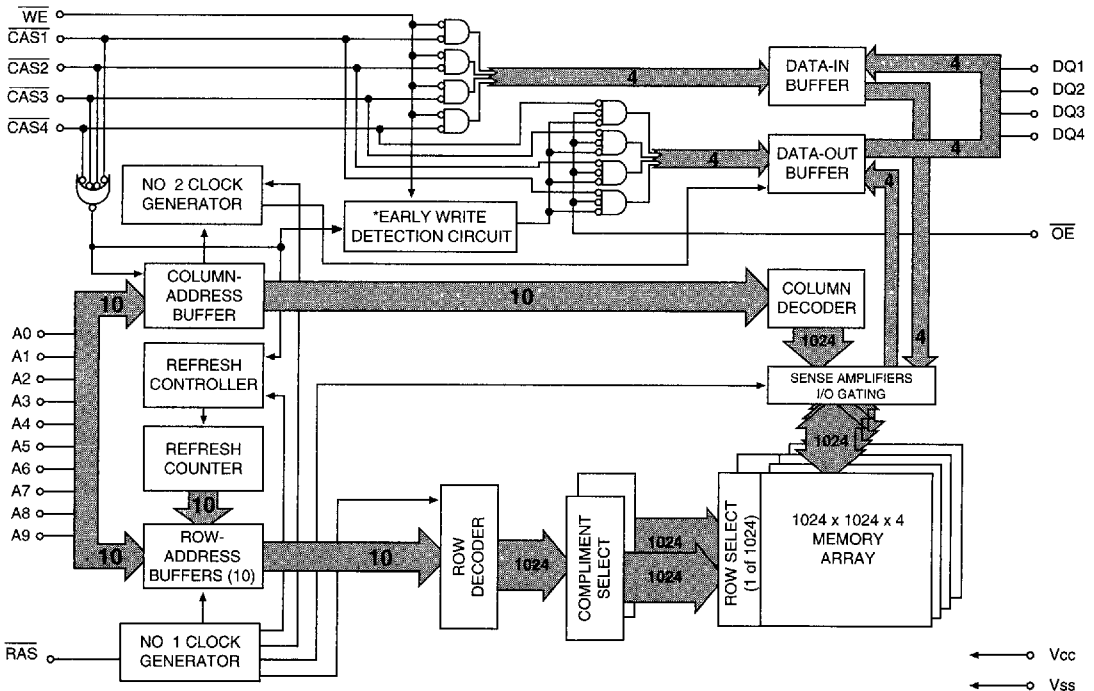 WE
CAS1
CAS2
CAS3
CAS4
4
DATA-IN
BUFFER
4
DQ1
DQ2
DQ3
DQ4
4
DATA-OUT
BUFFER
4
4
NO 2 CLOCK
GENERATOR
*EARLY WRITE
DETECTION CIRCUIT
OE
COLUMN-
ADDRESS
BUFFER
10
10
COLUMN
DECODER
A0
A1
A2
A3
A4
A5
A6
A7
A8
A9
1024
4
REFRESH
CONTROLLER
SENSE AMPLIFIERS
I/O GATING
REFRESH
COUNTER
1024
10
10
ROW-
ADDRESS
BUFFERS (10)
10
ROW
DECODER
1024
COMPLIMENT
SELECT
1024
1024
ROW SELECT
(1 of 1024)
1024 x 1024 x 4
MEMORY
ARRAY
RAS
NO 1 CLOCK
GENERATOR
Vcc
Vss